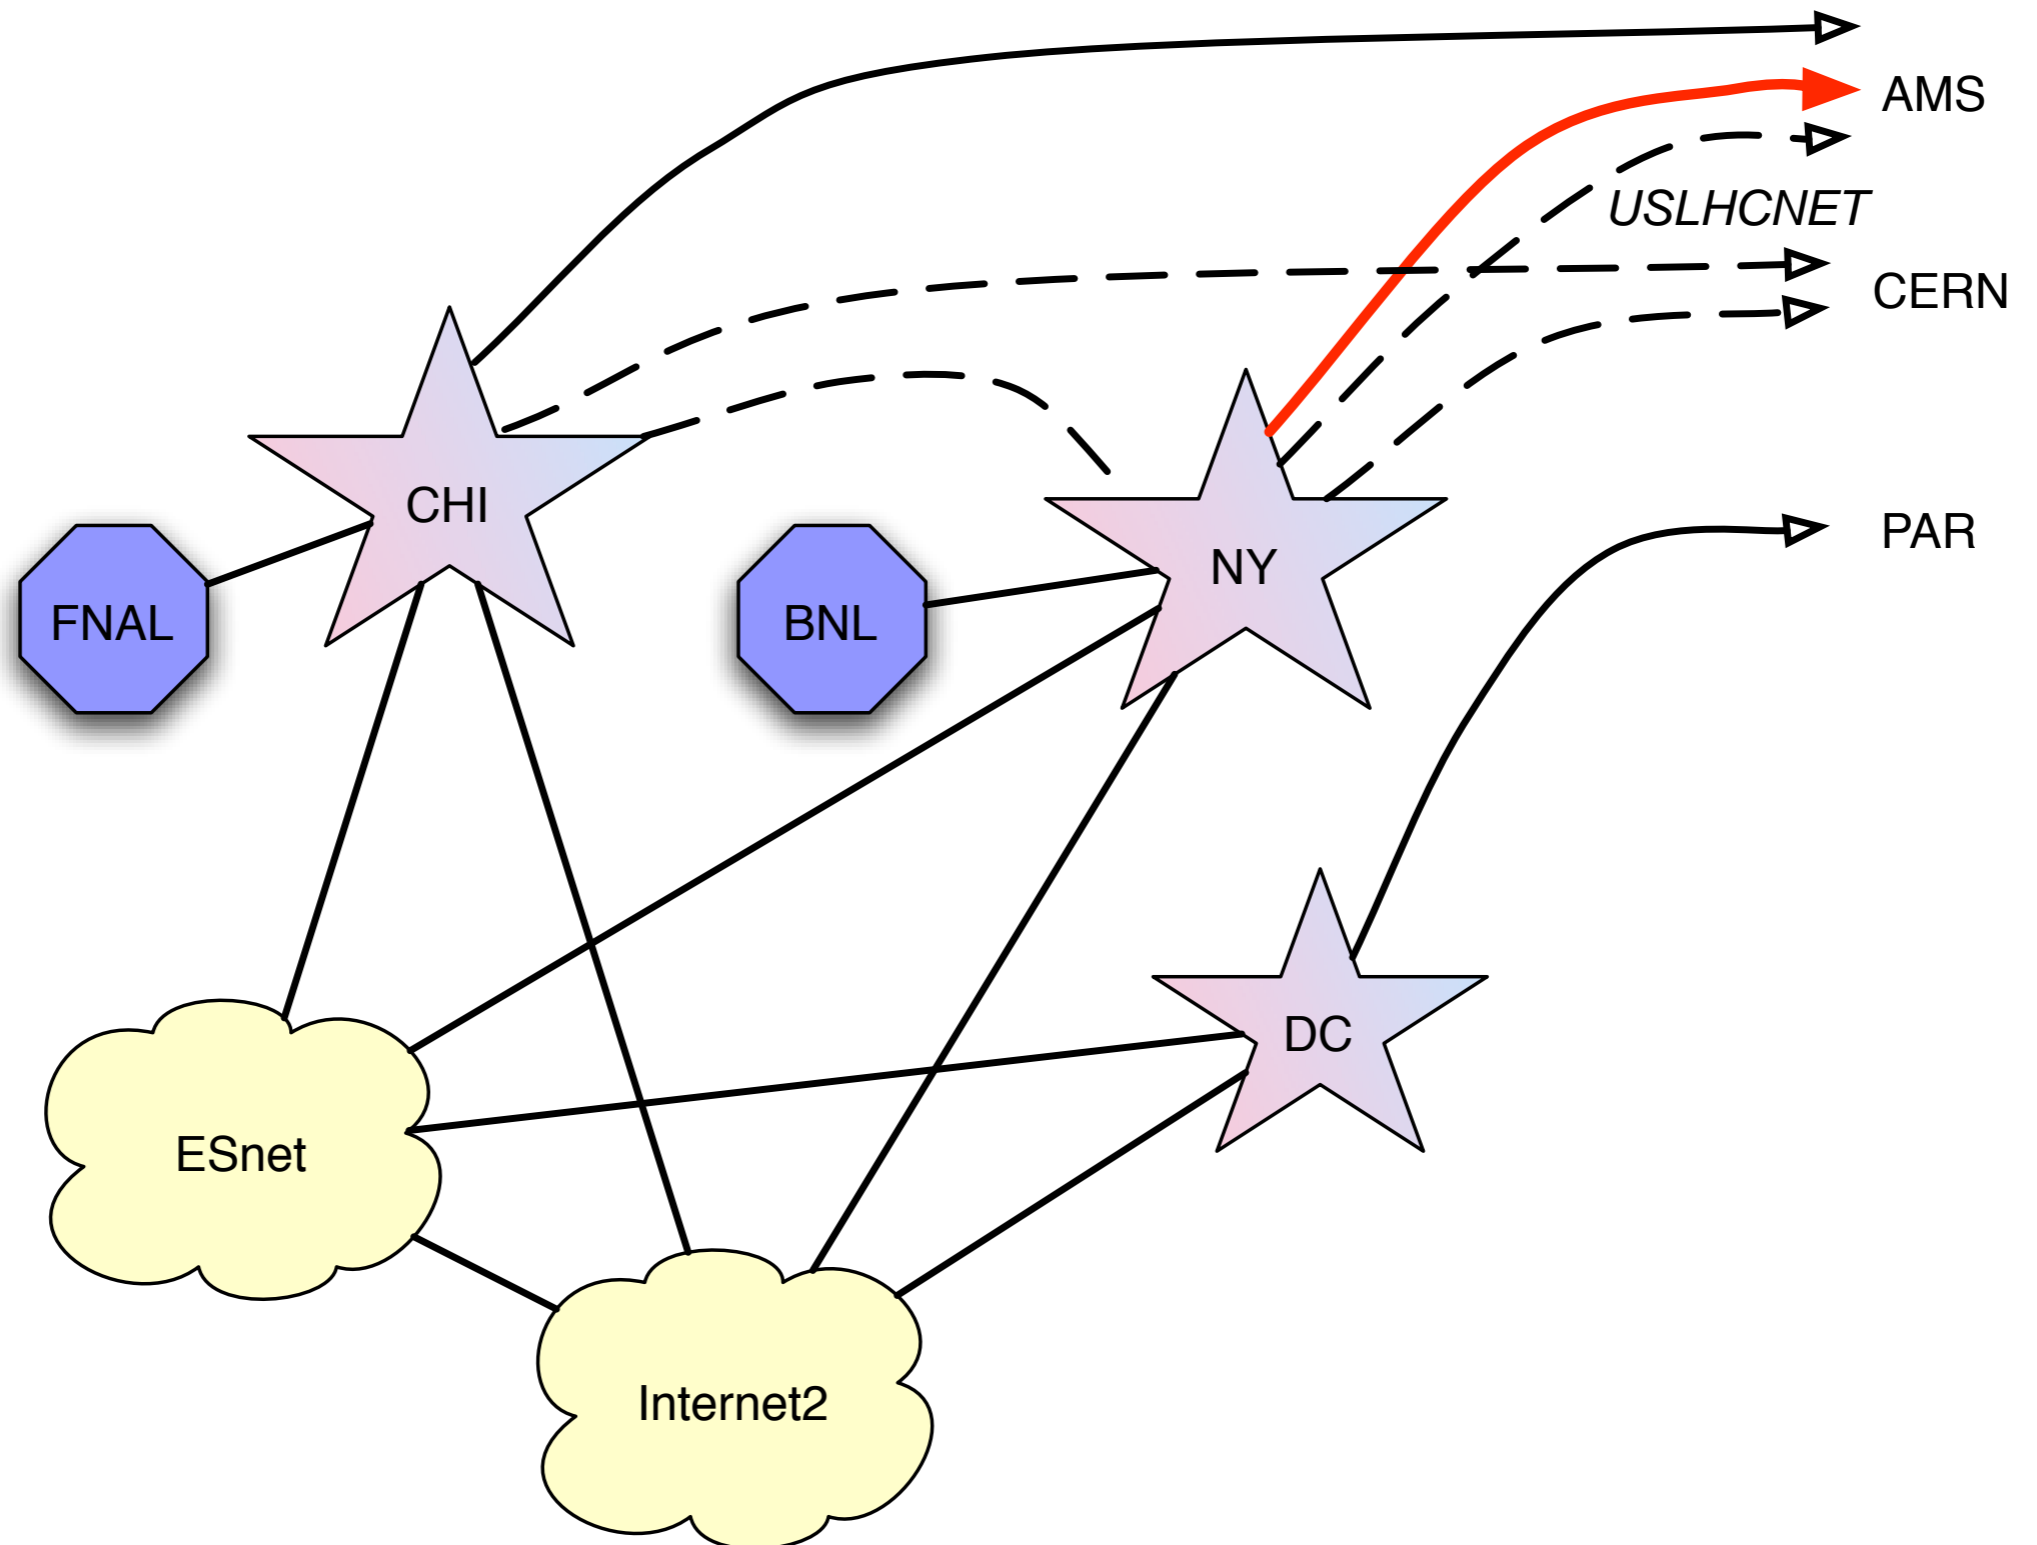 AMS
USLHCNET
CERN
CHI
PAR
NY
FNAL
BNL
DC
ESnet
Internet2